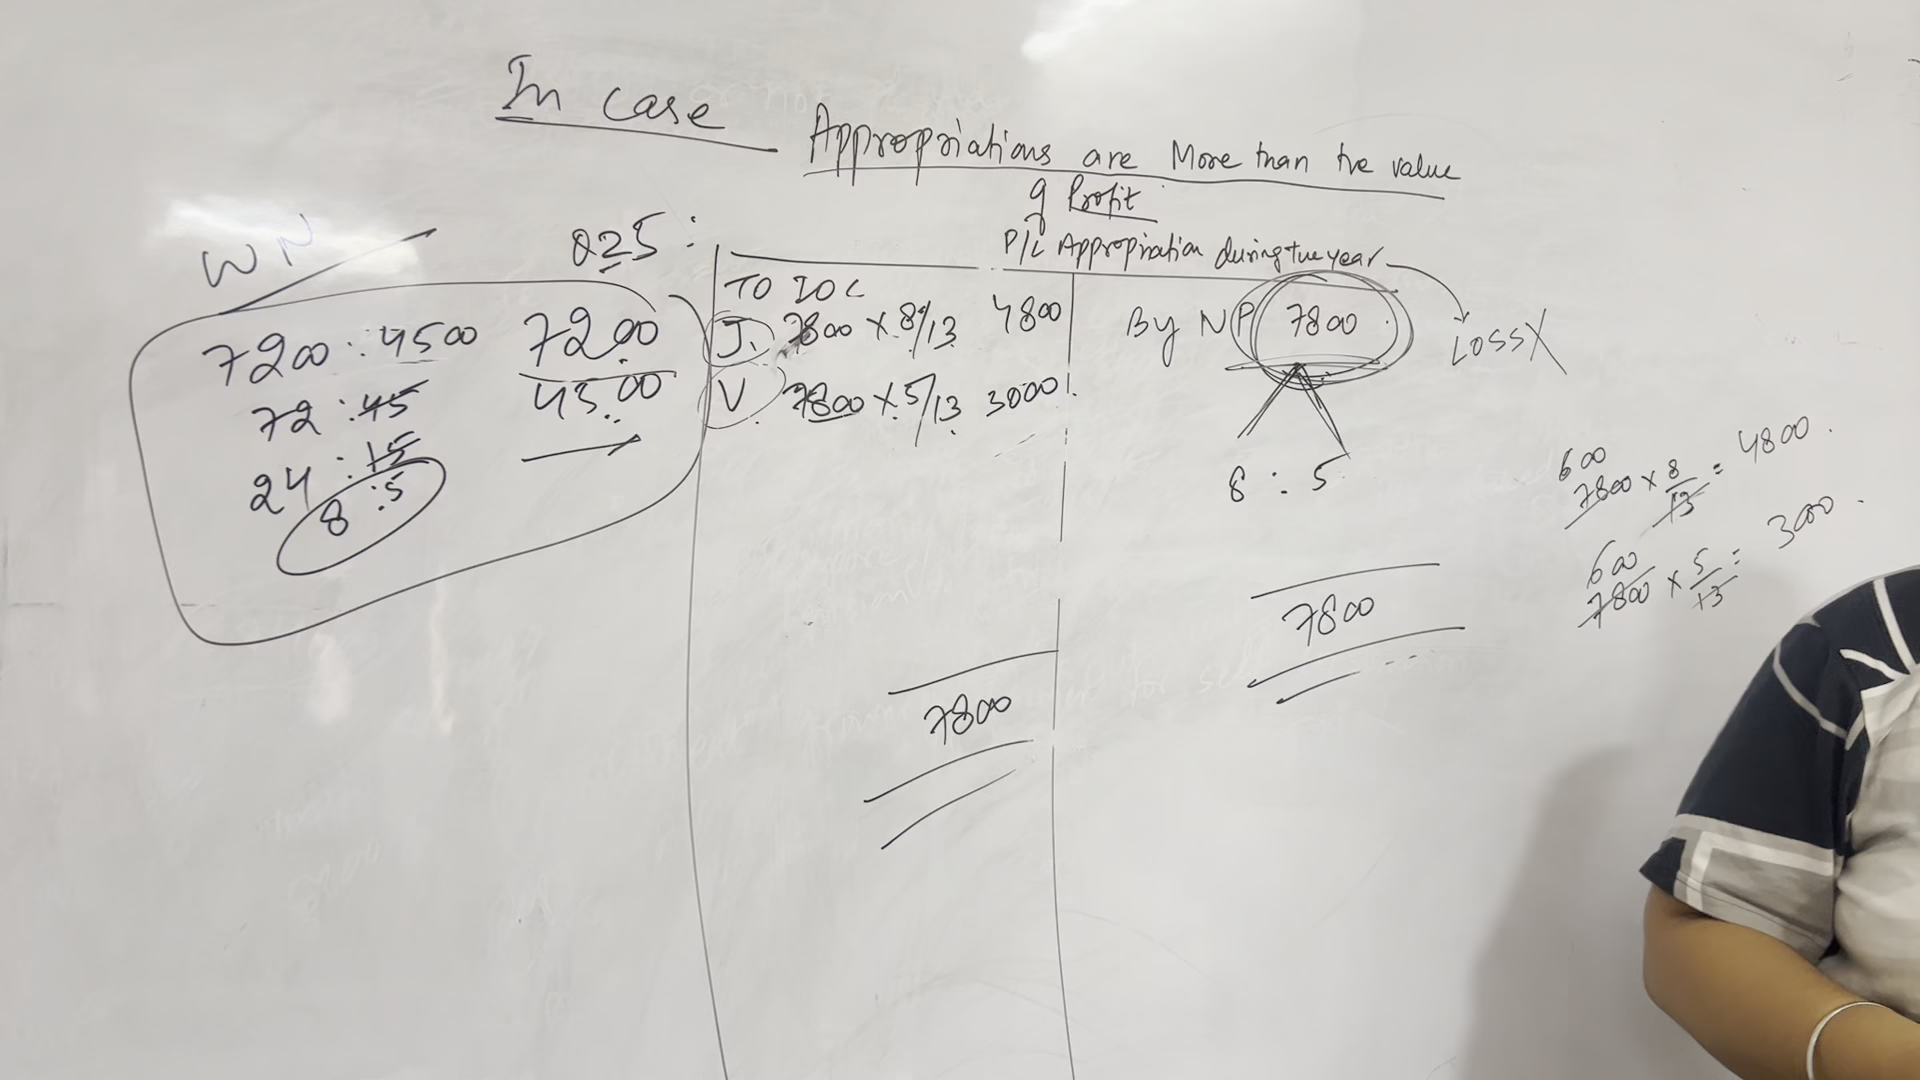 In case
Appropriations are More than the value
of Profit
P/L Appropriation during the year
WN
Q25:
7200 : 4500
72 : 45
24 : 15
8 : 5
7200
45.00
TO IOC
J. 7800 x 8/13 4800
V 7800 x 5/13 3000
7800
By NP 7800
Loss X
8 : 5
7800
600
7800 x 8/13 = 4800.
600
7800 x 5/13 = 3000.